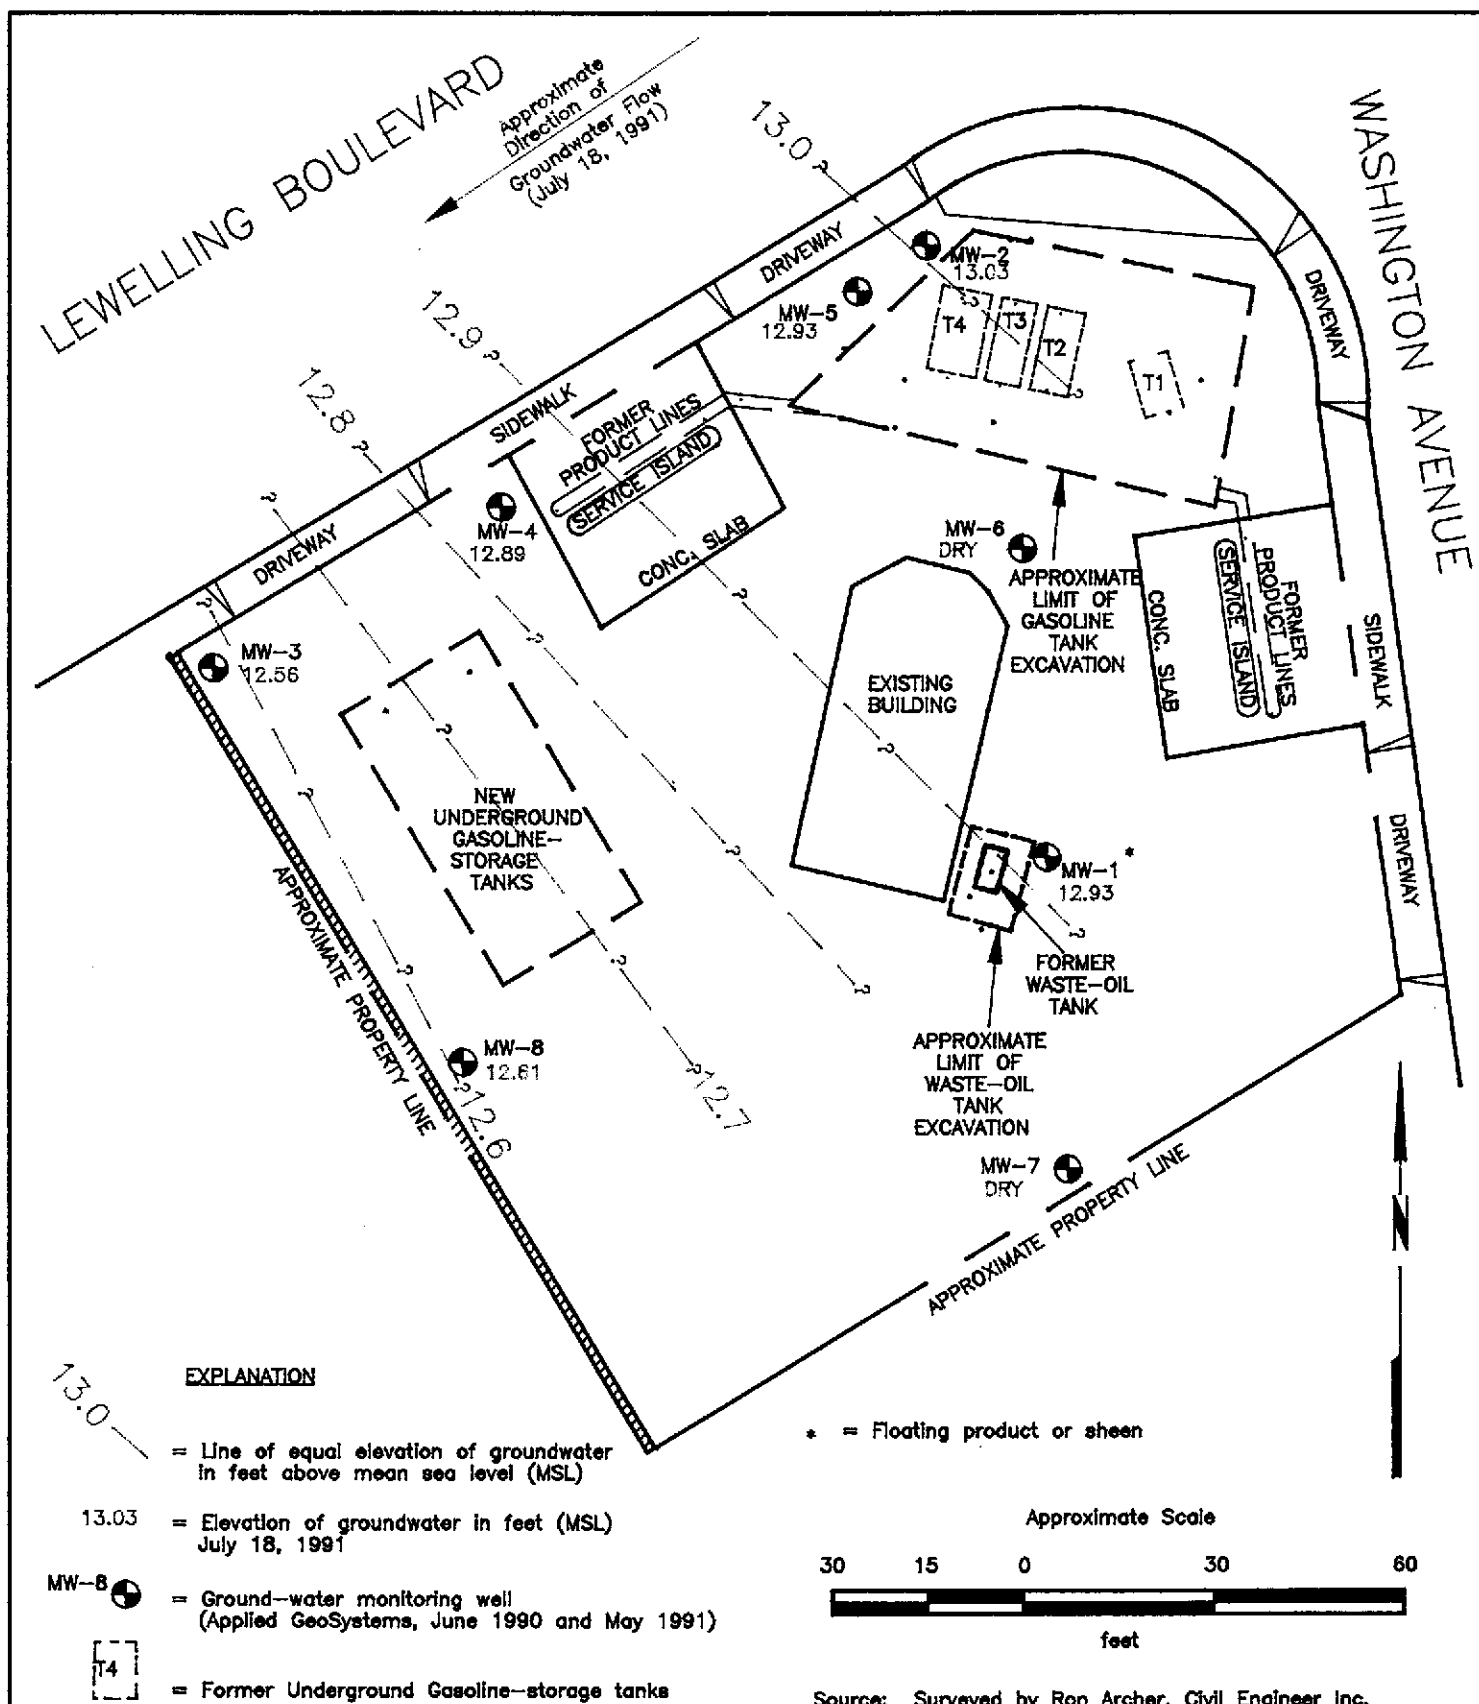 LEWELLING BOULEVARD
Approximate
Direction of
Groundwater Flow
(July 18, 1991)
WASHINGTON AVENUE
13.0 ?
12.9 ?
12.8 ?
?
DRIVEWAY
SIDEWALK
DRIVEWAY
DRIVEWAY
MW-2
13.03
MW-5
12.93
T4
T3
T2
T1
?
?
FORMER
PRODUCT LINES
SERVICE ISLAND
CONC. SLAB
MW-4
12.89
MW-6
DRY
APPROXIMATE
LIMIT OF
GASOLINE
TANK
EXCAVATION
FORMER
PRODUCT LINES
SERVICE ISLAND
CONC. SLAB
SIDEWALK
DRIVEWAY
?
MW-3
12.56
?
?
EXISTING
BUILDING
?
?
?
?
?
NEW
UNDERGROUND
GASOLINE-
STORAGE
TANKS
?
*
MW-1
12.93
?
FORMER
WASTE-OIL
TANK
APPROXIMATE PROPERTY LINE
?
?
?
APPROXIMATE
LIMIT OF
WASTE-OIL
TANK
EXCAVATION
MW-8
12.61
?12.6
?12.7
MW-7
DRY
APPROXIMATE PROPERTY LINE
N
EXPLANATION
13.0
= Line of equal elevation of groundwater
in feet above mean sea level (MSL)
* = Floating product or sheen
13.03 = Elevation of groundwater in feet (MSL)
July 18, 1991
MW-8 = Ground-water monitoring well
(Applied GeoSystems, June 1990 and May 1991)
T4 = Former Underground Gasoline-storage tanks
Approximate Scale
30 15 0 30 60
feet
Source: Surveyed by Ron Archer, Civil Engineer Inc.